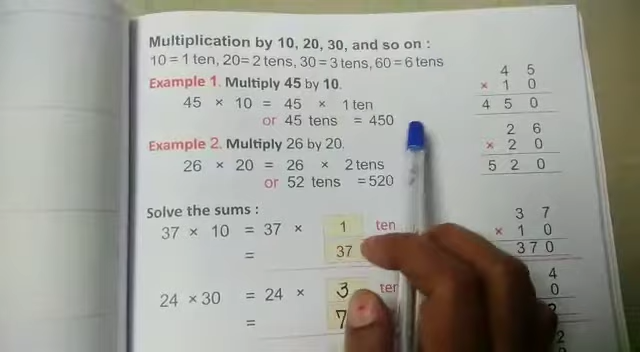 Multiplication by 10, 20, 30, and so on :
10 = 1 ten, 20 = 2 tens, 30 = 3 tens, 60 = 6 tens
Example 1. Multiply 45 by 10.
45 × 10 = 45 × 1 ten
or 45 tens = 450
4 5
× 1 0
4 5 0
Example 2. Multiply 26 by 20.
26 × 20 = 26 × 2 tens
or 52 tens = 520
2 6
× 2 0
5 2 0
Solve the sums :
37 × 10 = 37 × 1 ten
= 37
3 7
× 1 0
3 7 0
24 × 30 = 24 × 3
= 7
4
0
2